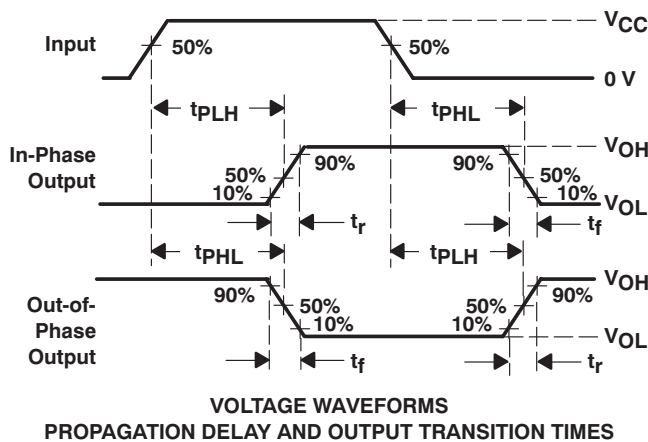 Input
50%
50%
VCC
0 V
tPLH
tPHL
In-Phase
Output
50%
10%
90%
90%
50%
10%
VOH
VOL
tr
tf
tPHL
tPLH
Out-of-
Phase
Output
90%
50%
10%
50%
10%
90%
VOH
VOL
tf
tr
VOLTAGE WAVEFORMS
PROPAGATION DELAY AND OUTPUT TRANSITION TIMES